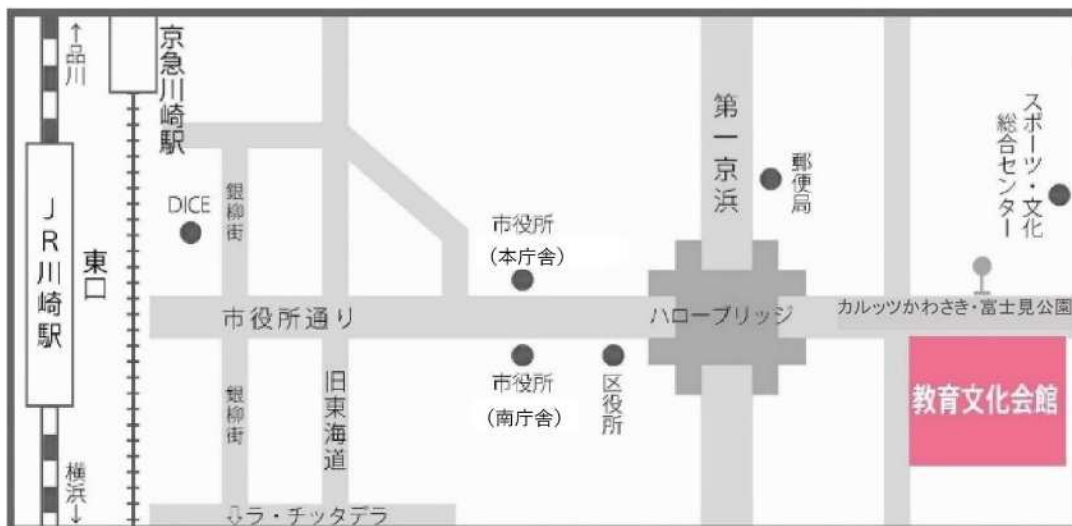 ↑品川
京急川崎駅
JR川崎駅
東口
横浜↓
DICE
銀柳街
市役所通り
銀柳街
旧東海道
⇩ラ・チッタデラ
市役所
(本庁舎)
市役所
(南庁舎)
区役所
第一京浜
郵便局
ハローブリッジ
スポーツ・文化
総合センター
カルッツかわさき・富士見公園
教育文化会館